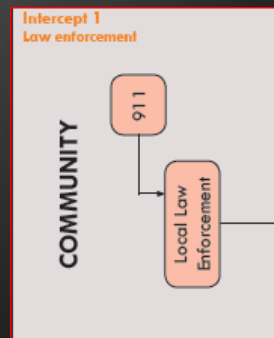 Intercept 1
Law enforcement
COMMUNITY
911
Local Law
Enforcement